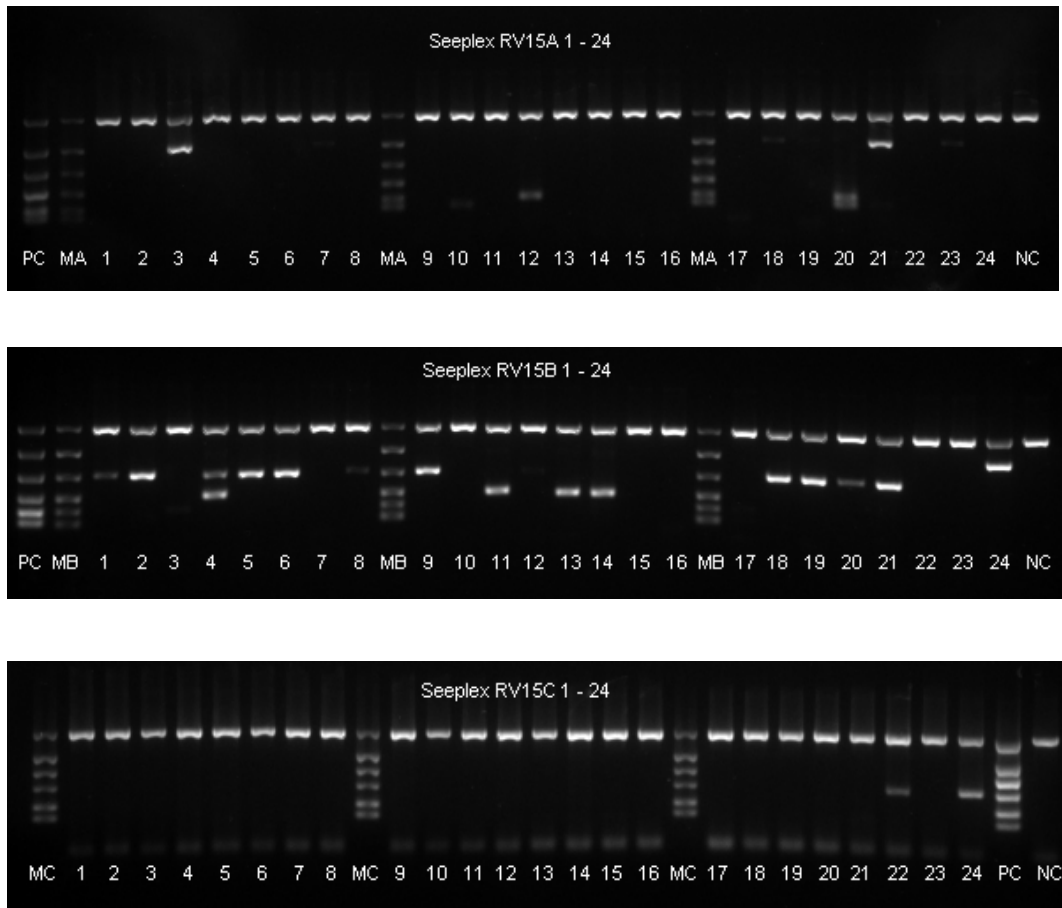 Seeplex RV15A 1 - 24
PC MA 1 2 3 4 5 6 7 8 MA 9 10 11 12 13 14 15 16 MA 17 18 19 20 21 22 23 24 NC
Seeplex RV15B 1 - 24
PC MB 1 2 3 4 5 6 7 8 MB 9 10 11 12 13 14 15 16 MB 17 18 19 20 21 22 23 24 NC
Seeplex RV15C 1 - 24
MC 1 2 3 4 5 6 7 8 MC 9 10 11 12 13 14 15 16 MC 17 18 19 20 21 22 23 24 PC NC